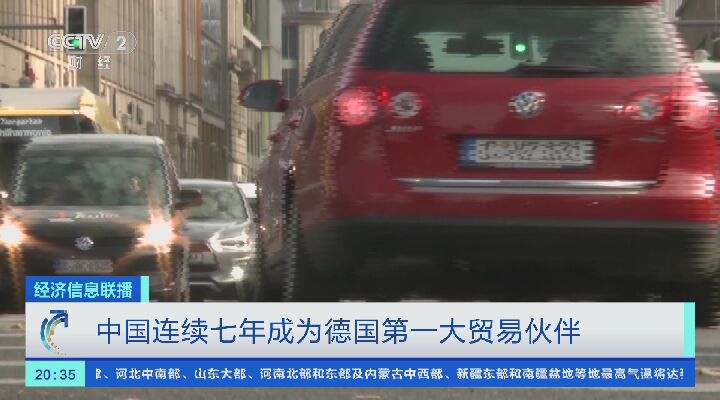 CCTV 2
财经
Tiergarten
hilharmonie
经济信息联播
中国连续七年成为德国第一大贸易伙伴
20:35
、河北中南部、山东大部、河南北部和东部及内蒙古中西部、新疆东部和南疆盆地等地最高气温将达